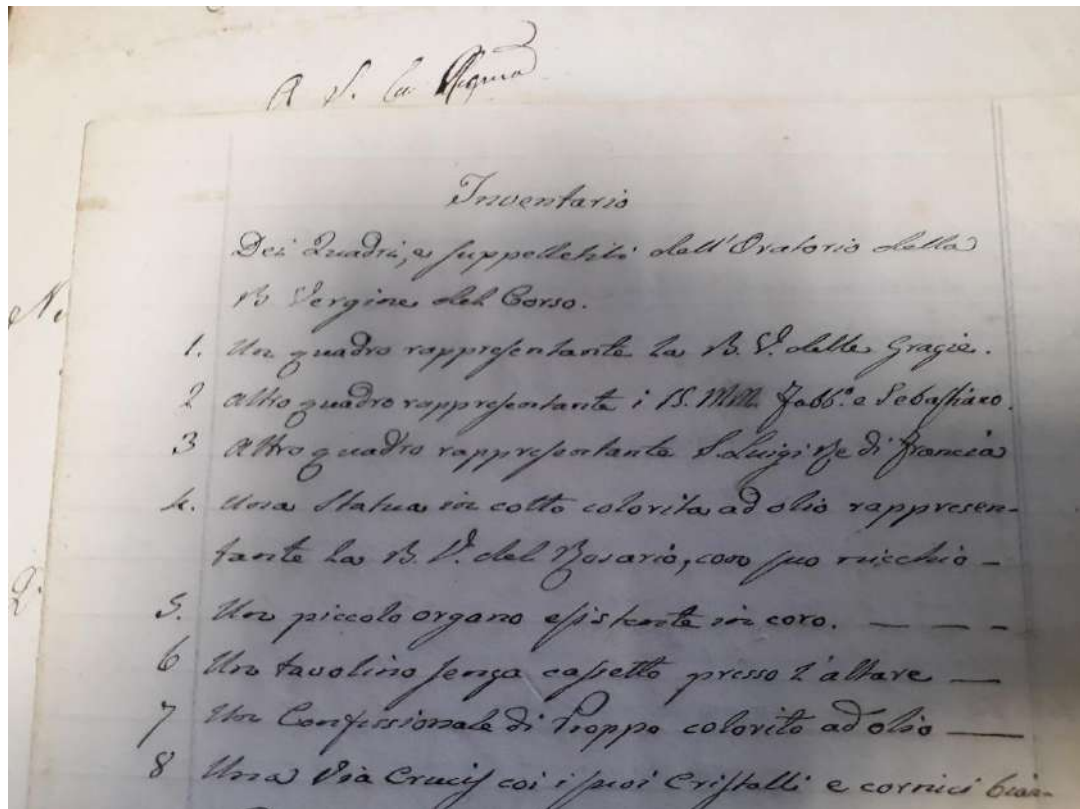 A S. La
Inventario
Dei Quadri, e suppelletili dell'Oratorio della
B Vergine del Corso.
1. Un quadro rappresentante la B. V. delle Grazie.
2 Altro quadro rappresentante i SS. MM. Fabb.o e Sebastiano.
3 Altro quadro rappresentante S. Luigi Re di Francia
4. Una Statua in cotto colorita ad olio rappresen-
tante la B. V. del Rosario, con suo nicchio –
5. Un piccolo organo esistente in coro. — — —
6 Un tavolino senza cassetto presso l'altare —
7 Un Confessionale di Pioppo colorito ad olio —
8 Una Via Crucis coi i suoi Cristalli e cornici bian-